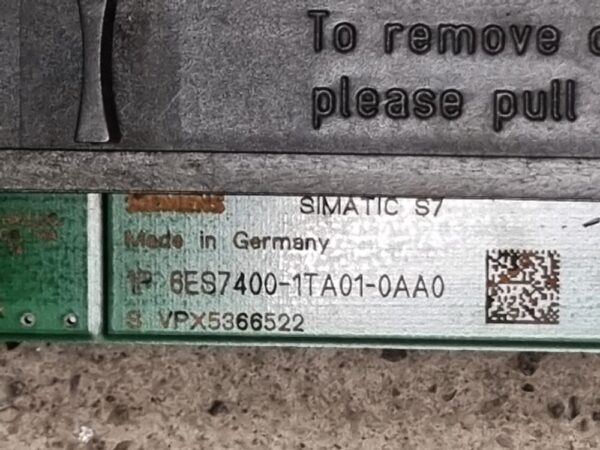 To remove
please pull
SIEMENS
SIMATIC S7
Made in Germany
1P 6ES7400-1TA01-0AA0
S VPX5366522